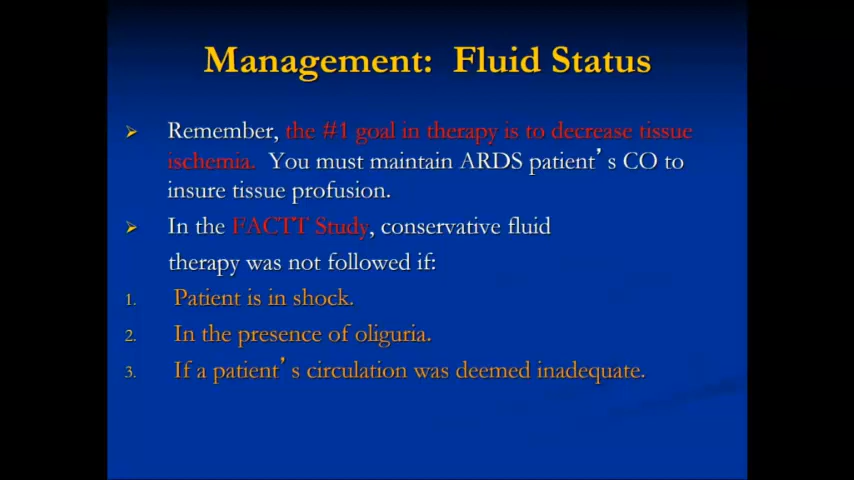 Management: Fluid Status
Remember, the #1 goal in therapy is to decrease tissue
ischemia. You must maintain ARDS patient’s CO to
insure tissue profusion.
In the FACTT Study, conservative fluid
therapy was not followed if:
1. Patient is in shock.
2. In the presence of oliguria.
3. If a patient’s circulation was deemed inadequate.